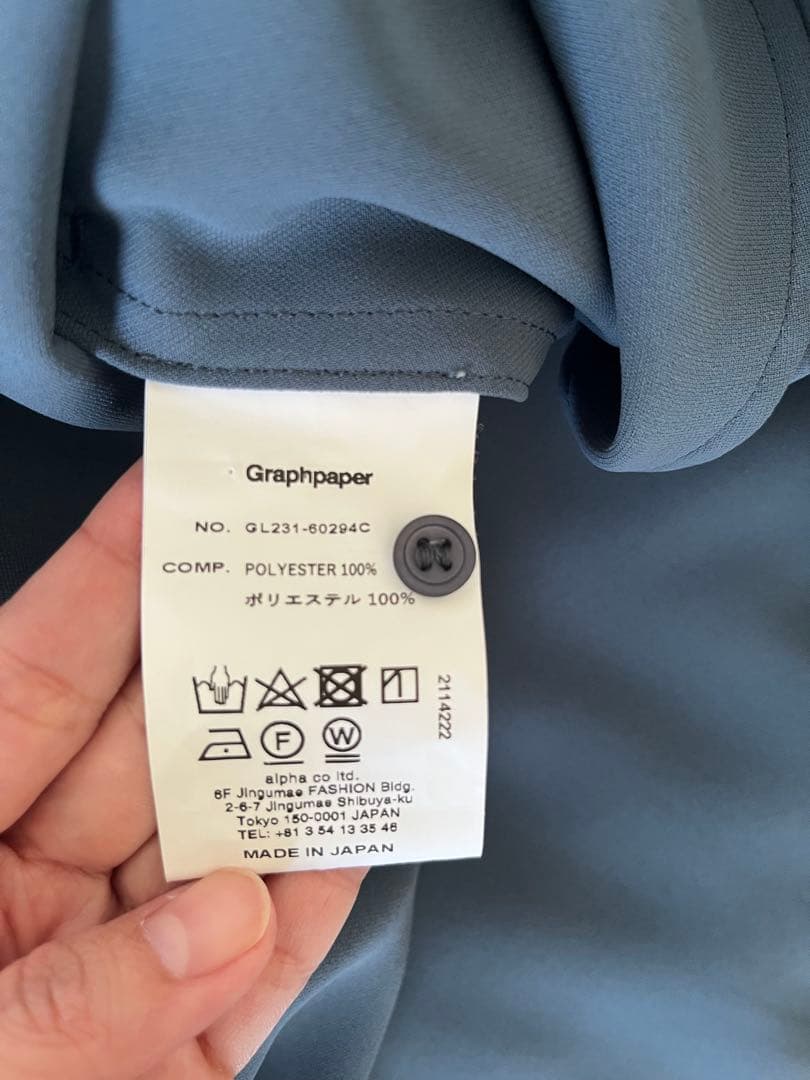 Graphpaper
NO. GL231-60294C
COMP. POLYESTER 100%
ポリエステル 100%
2114222
F W
alpha co ltd.
6F Jingumae FASHION Bldg.
2-6-7 Jingumae Shibuya-ku
Tokyo 150-0001 JAPAN
TEL: +81 3 54 13 35 46
MADE IN JAPAN